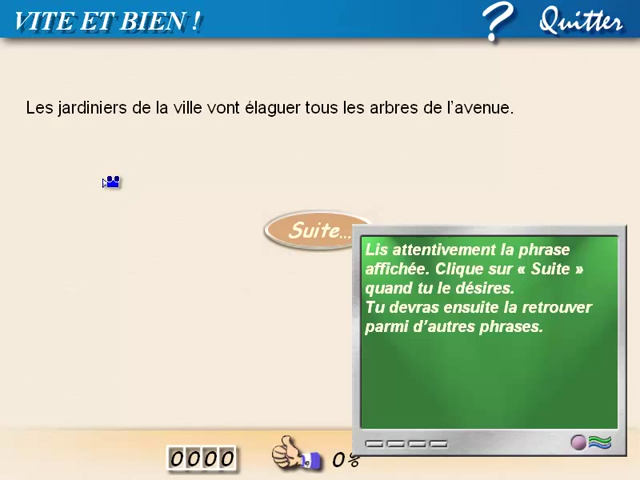 VITE ET BIEN !
?
Quitter
Les jardiniers de la ville vont élaguer tous les arbres de l'avenue.
Suite...
Lis attentivement la phrase
affichée. Clique sur « Suite »
quand tu le désires.
Tu devras ensuite la retrouver
parmi d'autres phrases.
0000
0%